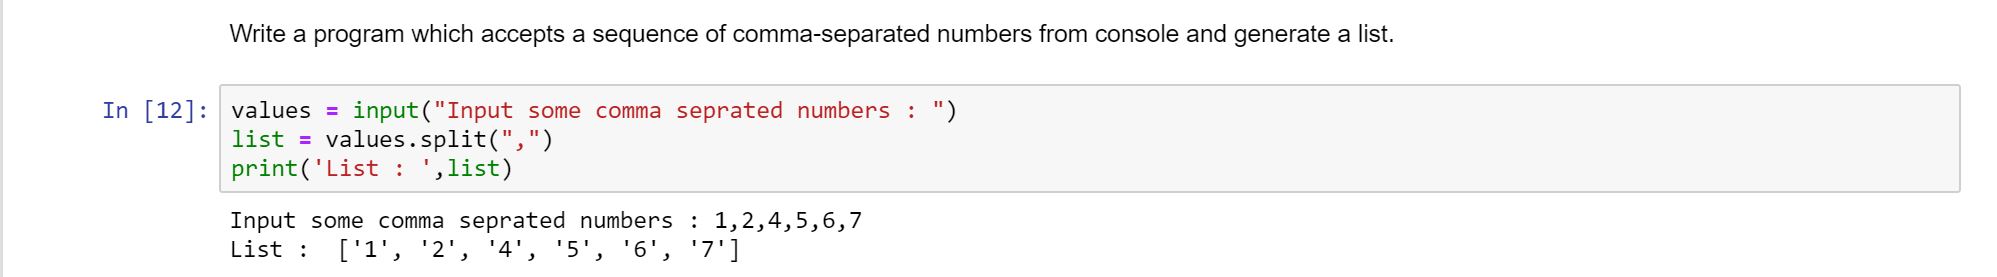 Write a program which accepts a sequence of comma-separated numbers from console and generate a list.
In [12]: values = input("Input some comma seprated numbers : ")
list = values.split(",")
print('List : ',list)
Input some comma seprated numbers : 1,2,4,5,6,7
List :  ['1', '2', '4', '5', '6', '7']